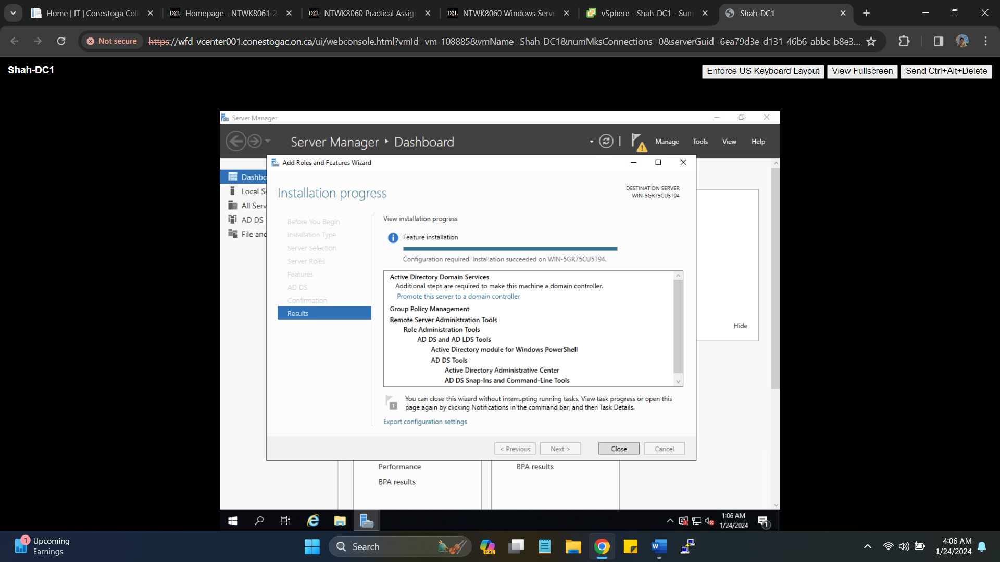 Home | IT | Conestoga Coll
D2L Homepage - NTWK8061-2
D2L NTWK8060 Practical Assig
D2L NTWK8060 Windows Serve
vSphere - Shah-DC1 - Sum
Shah-DC1
Not secure
https://wfd-vcenter001.conestogac.on.ca/ui/webconsole.html?vmId=vm-108885&vmName=Shah-DC1&numMksConnections=0&serverGuid=6ea79d3e-d131-46b6-abbc-b8e3...
Shah-DC1
Enforce US Keyboard Layout
View Fullscreen
Send Ctrl+Alt+Delete
Server Manager
Server Manager ‣ Dashboard
Manage
Tools
View
Help
Add Roles and Features Wizard
Dashbo
Local Se
All Serv
AD DS
File and
Installation progress
DESTINATION SERVER
WIN-5GR75CU5T94
Before You Begin
Installation Type
Server Selection
Server Roles
Features
AD DS
Confirmation
Results
View installation progress
Feature installation
Configuration required. Installation succeeded on WIN-5GR75CU5T94.
Active Directory Domain Services
Additional steps are required to make this machine a domain controller.
Promote this server to a domain controller
Group Policy Management
Remote Server Administration Tools
Role Administration Tools
AD DS and AD LDS Tools
Active Directory module for Windows PowerShell
AD DS Tools
Active Directory Administrative Center
AD DS Snap-Ins and Command-Line Tools
1
You can close this wizard without interrupting running tasks. View task progress or open this
page again by clicking Notifications in the command bar, and then Task Details.
Export configuration settings
< Previous
Next >
Close
Cancel
Hide
Performance
BPA results
BPA results
1:06 AM
1/24/2024
1
1
Upcoming
Earnings
Search
PRE
4:06 AM
1/24/2024